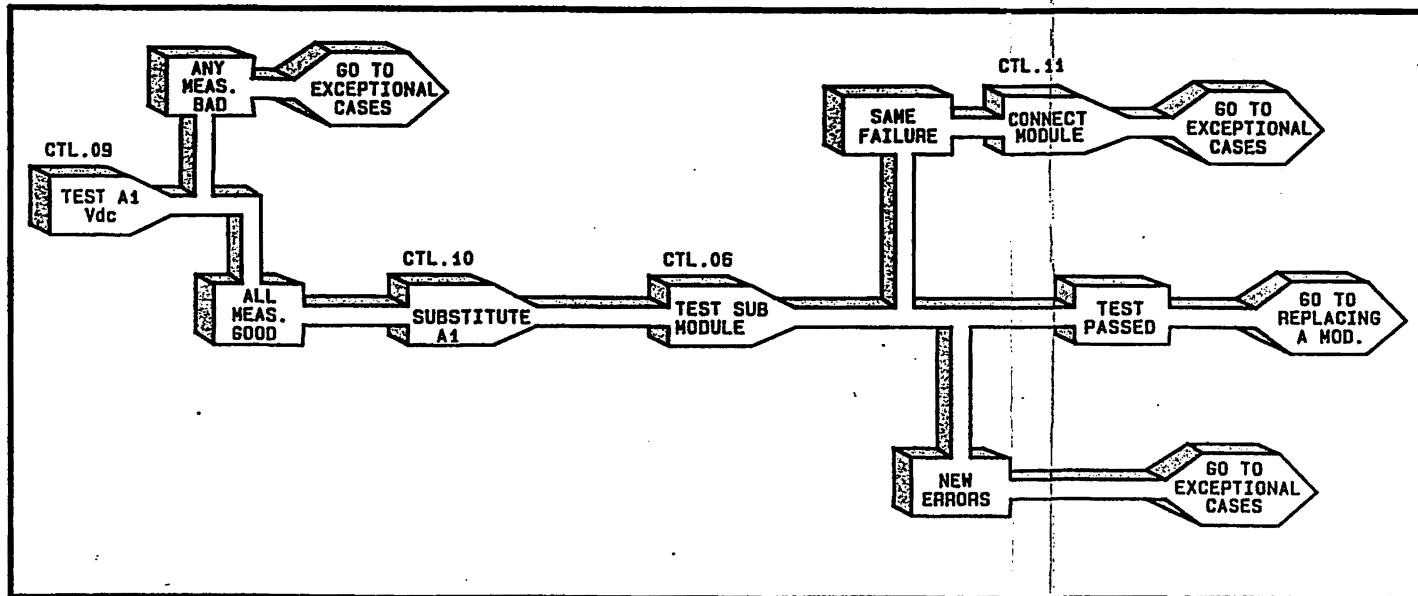 ANY
MEAS.
BAD
GO TO
EXCEPTIONAL
CASES
CTL.09
TEST A1
Vdc
ALL
MEAS.
GOOD
CTL.10
SUBSTITUTE
A1
CTL.06
TEST SUB
MODULE
SAME
FAILURE
CTL.11
CONNECT
MODULE
GO TO
EXCEPTIONAL
CASES
TEST
PASSED
GO TO
REPLACING
A MOD.
NEW
ERRORS
GO TO
EXCEPTIONAL
CASES